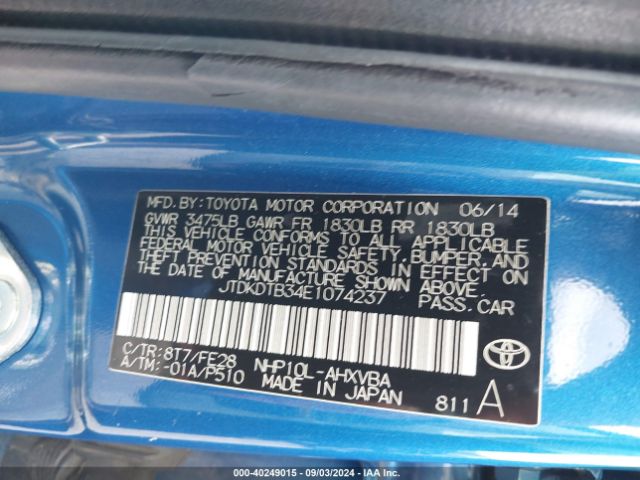 MFD.BY:TOYOTA MOTOR CORPORATION 06/14
GVWR 3475LB GAWR FR 1830LB RR 1830LB
THIS VEHICLE CONFORMS TO ALL APPLICABLE
FEDERAL MOTOR VEHICLE SAFETY, BUMPER, AND
THEFT PREVENTION STANDARDS IN EFFECT ON
THE DATE OF MANUFACTURE SHOWN ABOVE.
JTDKDTB34E1074237 PASS.CAR
C/TR:8T7/FE28 NHP10L-AHXVBA
A/TM:-01A/P510 MADE IN JAPAN 811 A
000-40249015 - 09/03/2024 - IAA Inc.